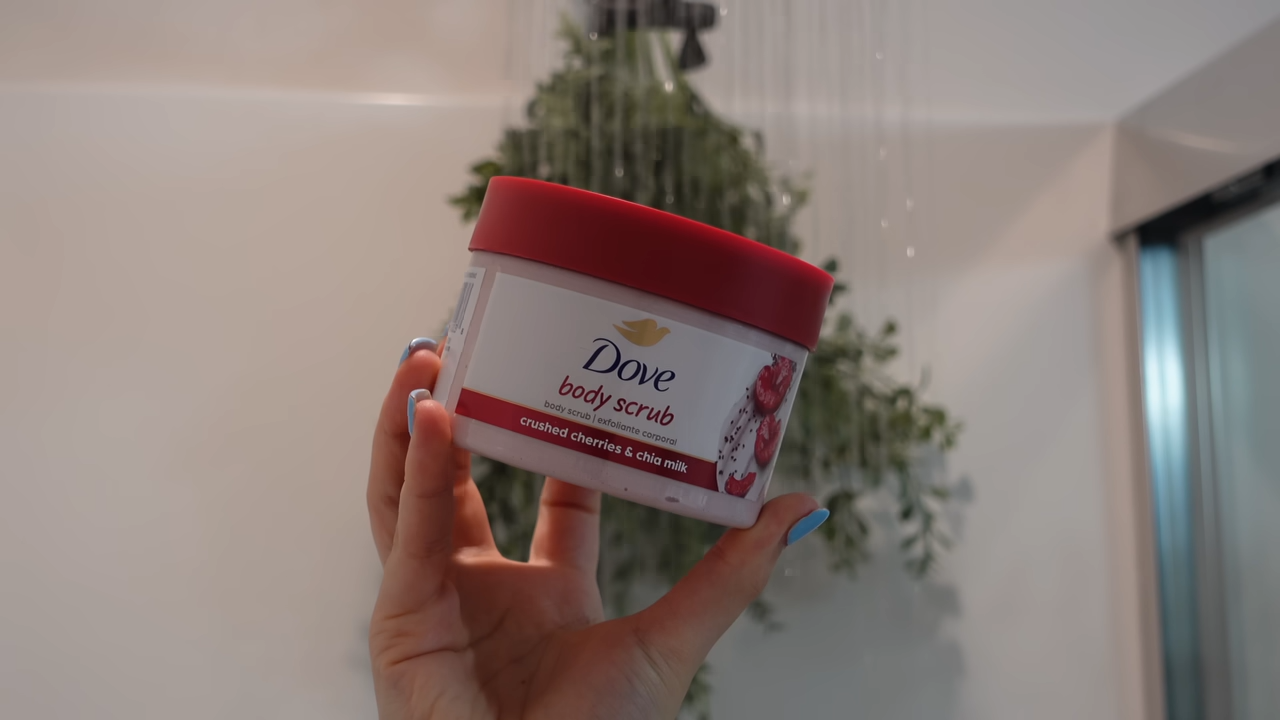 Dove
body scrub
body scrub | exfoliante corporal
crushed cherries & chia milk